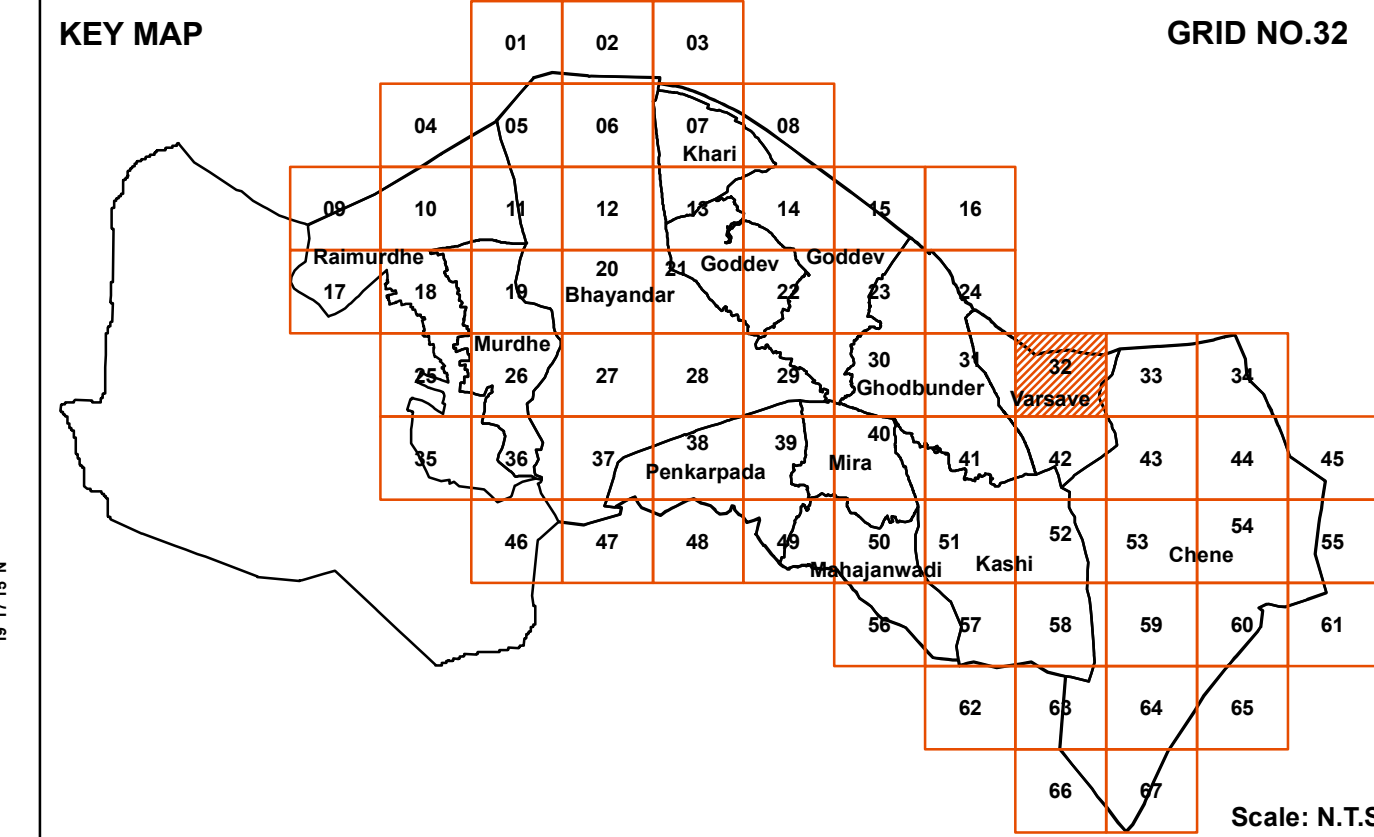 KEY MAP
GRID NO.32
01 02 03
04 05 06 07 08
Khari
09 10 11 12 13 14 15 16
Raimurdhe Goddev Goddev
17 18 19 20 21 22 23 24
Bhayandar
Murdhe
25 26 27 28 29 30 31 32 33 34
Ghodbunder Varsave
35 36 37 38 39 40 41 42 43 44 45
Penkarpada Mira
46 47 48 49 50 51 52 53 54 55
Mahajanwadi Kashi Chene
56 57 58 59 60 61
62 63 64 65
66 67
Scale: N.T.S